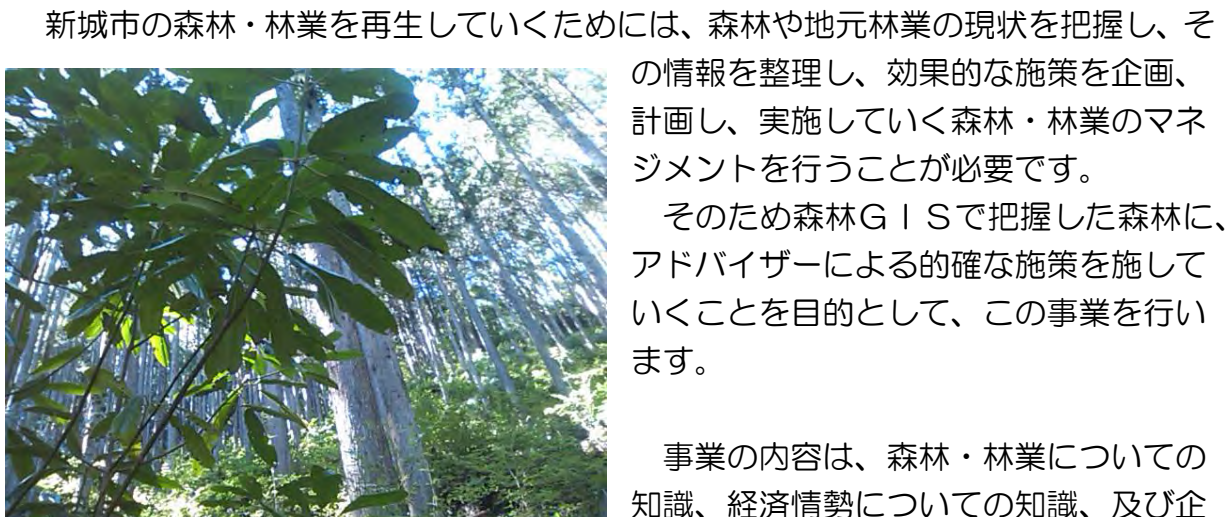 新城市の森林・林業を再生していくためには、森林や地元林業の現状を把握し、そ
の情報を整理し、効果的な施策を企画、
計画し、実施していく森林・林業のマネ
ジメントを行うことが必要です。
そのため森林GISで把握した森林に、
アドバイザーによる的確な施策を施して
いくことを目的として、この事業を行い
ます。
事業の内容は、森林・林業についての
知識、経済情勢についての知識、及び企